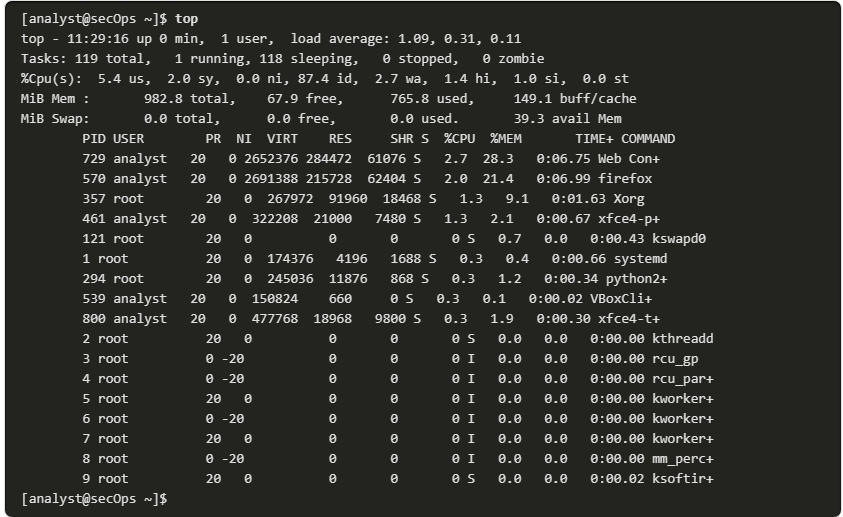 [analyst@secOps ~]$ top
top - 11:29:16 up 0 min,  1 user,  load average: 1.09, 0.31, 0.11
Tasks: 119 total,   1 running, 118 sleeping,   0 stopped,   0 zombie
%Cpu(s):  5.4 us,  2.0 sy,  0.0 ni, 87.4 id,  2.7 wa,  1.4 hi,  1.0 si,  0.0 st
MiB Mem :       982.8 total,    67.9 free,      765.8 used,     149.1 buff/cache
MiB Swap:       0.0 total,      0.0 free,       0.0 used.       39.3 avail Mem
PID USER        PR  NI  VIRT    RES     SHR S  %CPU  %MEM       TIME+ COMMAND
729 analyst   20   0 2652376 284472  61076 S   2.7  28.3   0:06.75 Web Con+
570 analyst   20   0 2691388 215728  62404 S   2.0  21.4   0:06.99 firefox
357 root        20   0  267972  91960  18468 S   1.3   9.1   0:01.63 Xorg
461 analyst   20   0  322208  21000   7480 S   1.3   2.1   0:00.67 xfce4-p+
121 root        20   0          0       0         0 S   0.7   0.0   0:00.43 kswapd0
1 root          20   0  174376   4196   1688 S   0.3   0.4   0:00.66 systemd
294 root        20   0  245036  11876    868 S   0.3   1.2   0:00.34 python2+
539 analyst   20   0  150824    660      0 S   0.3   0.1   0:00.02 VBoxCli+
800 analyst   20   0  477768  18968   9800 S   0.3   1.9   0:00.30 xfce4-t+
2 root          20   0          0       0         0 S   0.0   0.0   0:00.00 kthreadd
3 root          0 -20           0       0         0 I   0.0   0.0   0:00.00 rcu_gp
4 root          0 -20           0       0         0 I   0.0   0.0   0:00.00 rcu_par+
5 root          20   0          0       0         0 I   0.0   0.0   0:00.00 kworker+
6 root          0 -20           0       0         0 I   0.0   0.0   0:00.00 kworker+
7 root          20   0          0       0         0 I   0.0   0.0   0:00.00 kworker+
8 root          0 -20           0       0         0 I   0.0   0.0   0:00.00 mm_perc+
9 root          20   0          0       0         0 S   0.0   0.0   0:00.02 ksoftir+
[analyst@secOps ~]$